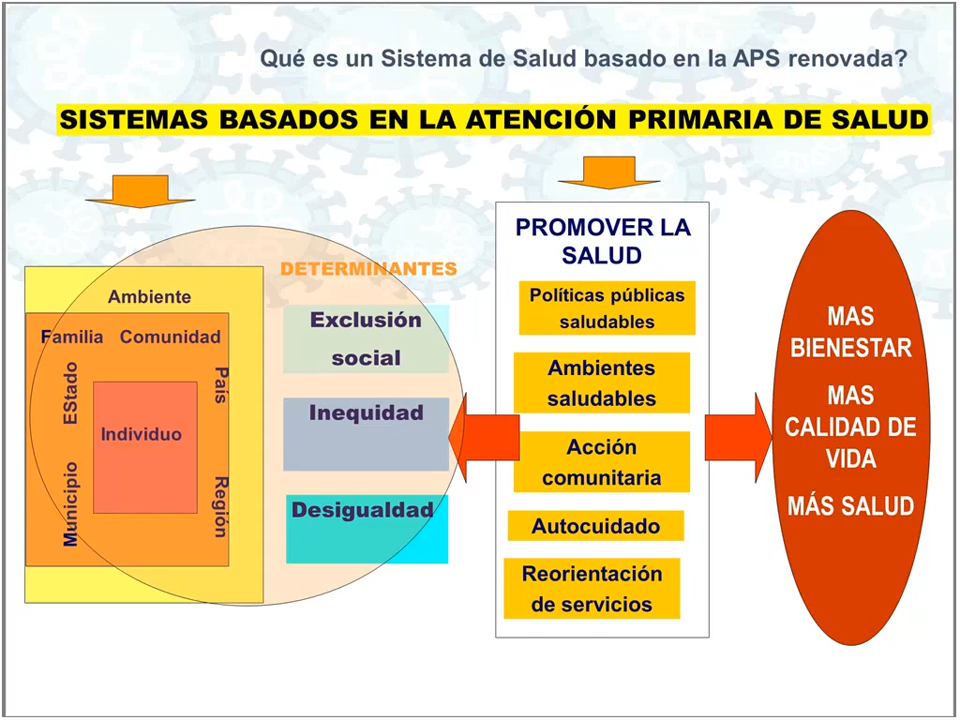 Qué es un Sistema de Salud basado en la APS renovada?
SISTEMAS BASADOS EN LA ATENCIÓN PRIMARIA DE SALUD
DETERMINANTES
Ambiente
Familia Comunidad
EStado
País
Individuo
Municipio
Región
Exclusión
social
Inequidad
Desigualdad
PROMOVER LA
SALUD
Políticas públicas
saludables
Ambientes
saludables
Acción
comunitaria
Autocuidado
Reorientación
de servicios
MAS
BIENESTAR
MAS
CALIDAD DE
VIDA
MÁS SALUD